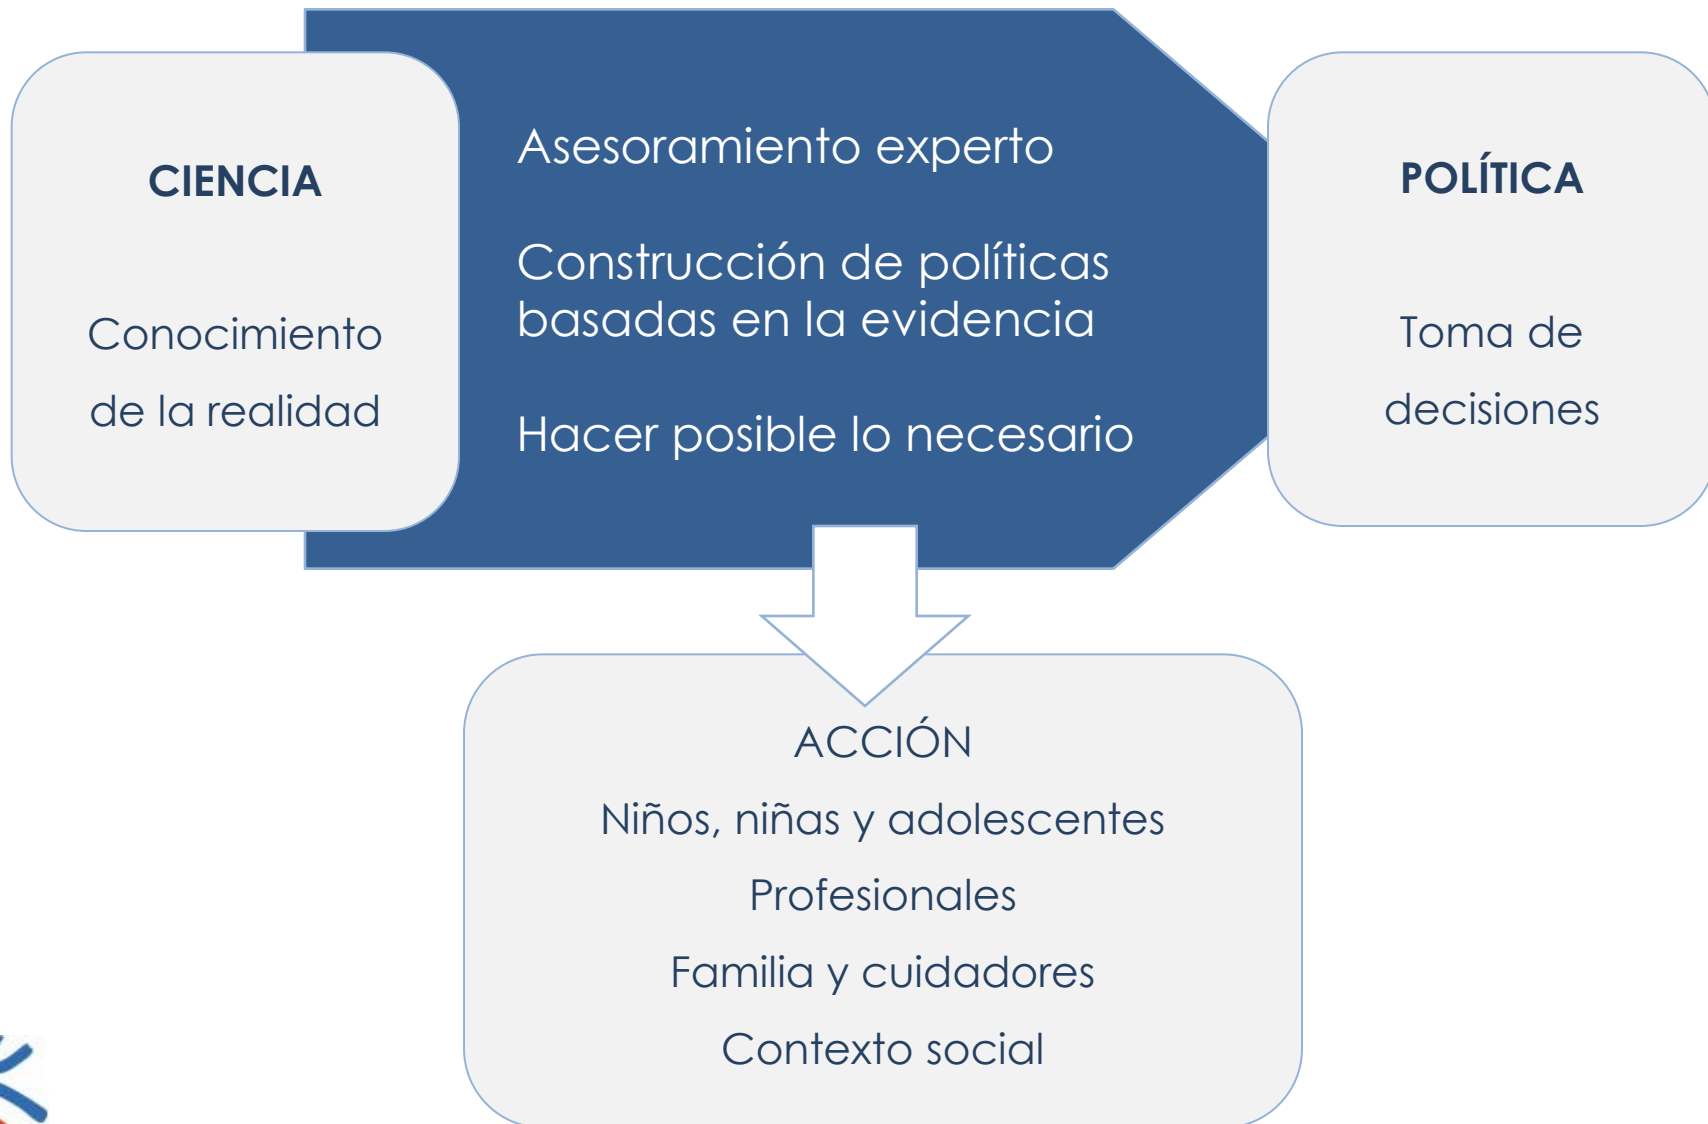 CIENCIA
Conocimiento
de la realidad
Asesoramiento experto
Construcción de políticas
basadas en la evidencia
Hacer posible lo necesario
POLÍTICA
Toma de
decisiones
ACCIÓN
Niños, niñas y adolescentes
Profesionales
Familia y cuidadores
Contexto social